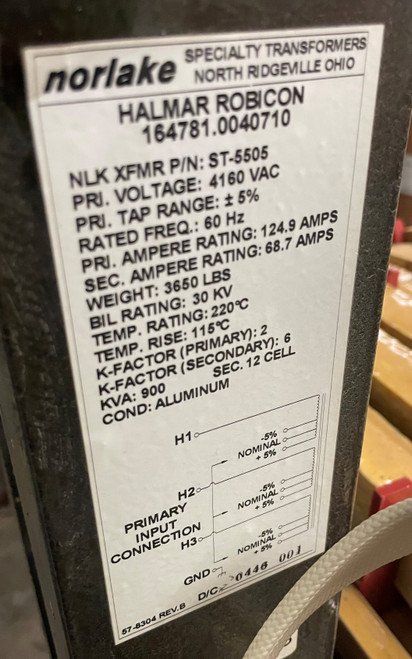 norlake SPECIALTY TRANSFORMERS
NORTH RIDGEVILLE OHIO
HALMAR ROBICON
164781.0040710
NLK XFMR P/N: ST-5505
PRI. VOLTAGE: 4160 VAC
PRI. TAP RANGE: ± 5%
RATED FREQ.: 60 Hz
PRI. AMPERE RATING: 124.9 AMPS
SEC. AMPERE RATING: 68.7 AMPS
WEIGHT: 3650 LBS
BIL RATING: 30 KV
TEMP. RATING: 220°C
TEMP. RISE: 115°C
K-FACTOR (PRIMARY): 2
K-FACTOR (SECONDARY): 6
KVA: 900 SEC. 12 CELL
COND: ALUMINUM
H1
-5%
NOMINAL
+ 5%
H2
-5%
NOMINAL
+ 5%
PRIMARY
INPUT
CONNECTION
H3
-5%
NOMINAL
+ 5%
GND
D/C 0446 001
57-8304 REV.B